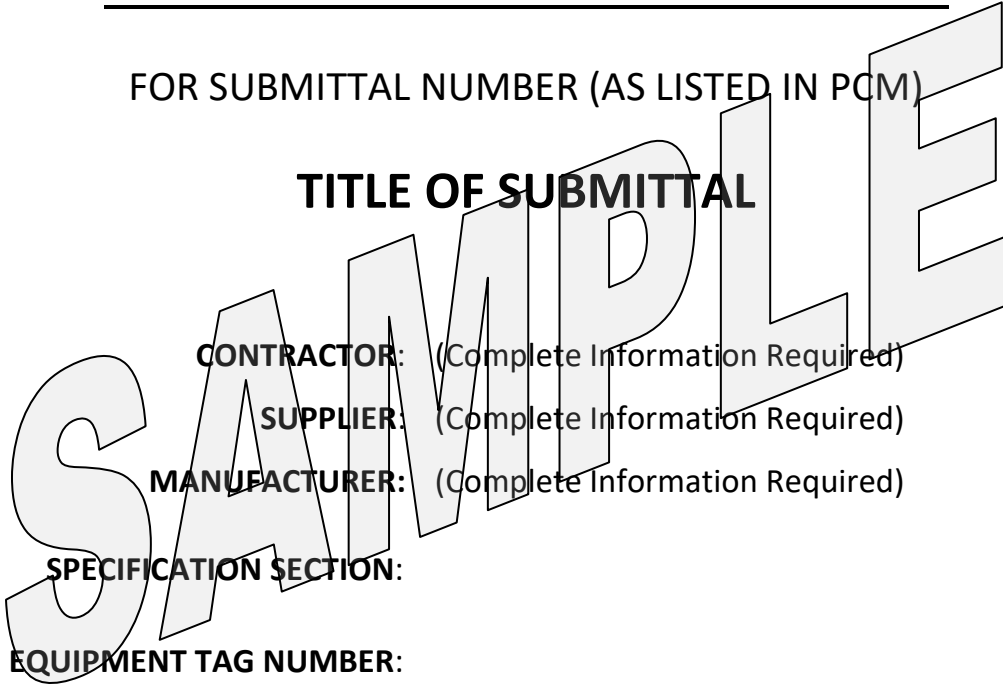 FOR SUBMITTAL NUMBER (AS LISTED IN PCM)
TITLE OF SUBMITTAL
CONTRACTOR: (Complete Information Required)
SUPPLIER: (Complete Information Required)
MANUFACTURER: (Complete Information Required)
SPECIFICATION SECTION:
EQUIPMENT TAG NUMBER:
SAMPLE